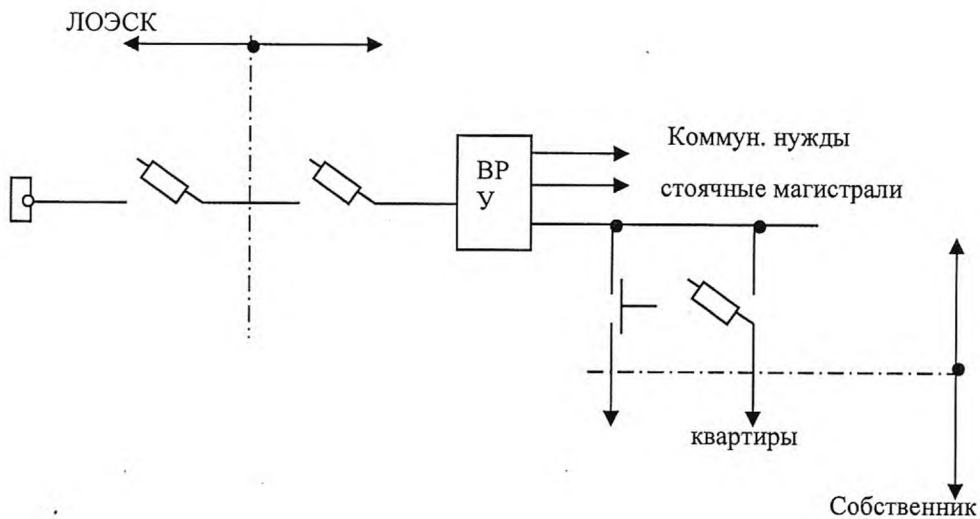 ЛОЭСК
ВР
У
Коммун. нужды
стоячные магистрали
квартиры
Собственник